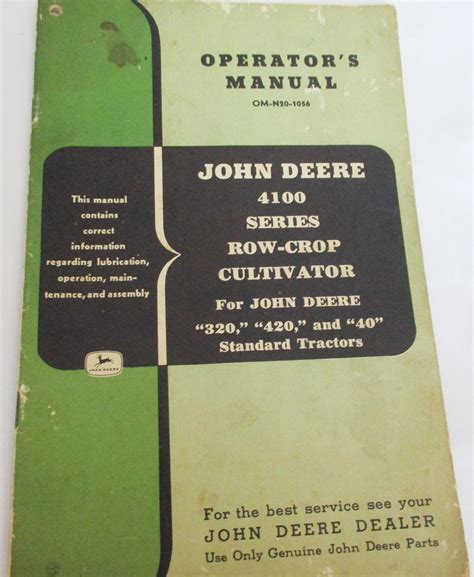 OPERATOR'S
MANUAL
OM-N20-1056
This manual
contains
correct
information
regarding lubrication,
operation, main-
tenance, and assembly
JOHN DEERE
JOHN DEERE
4100
SERIES
ROW-CROP
CULTIVATOR
For JOHN DEERE
“320,” “420,” and “40”
Standard Tractors
For the best service see your
JOHN DEERE DEALER
Use Only Genuine John Deere Parts